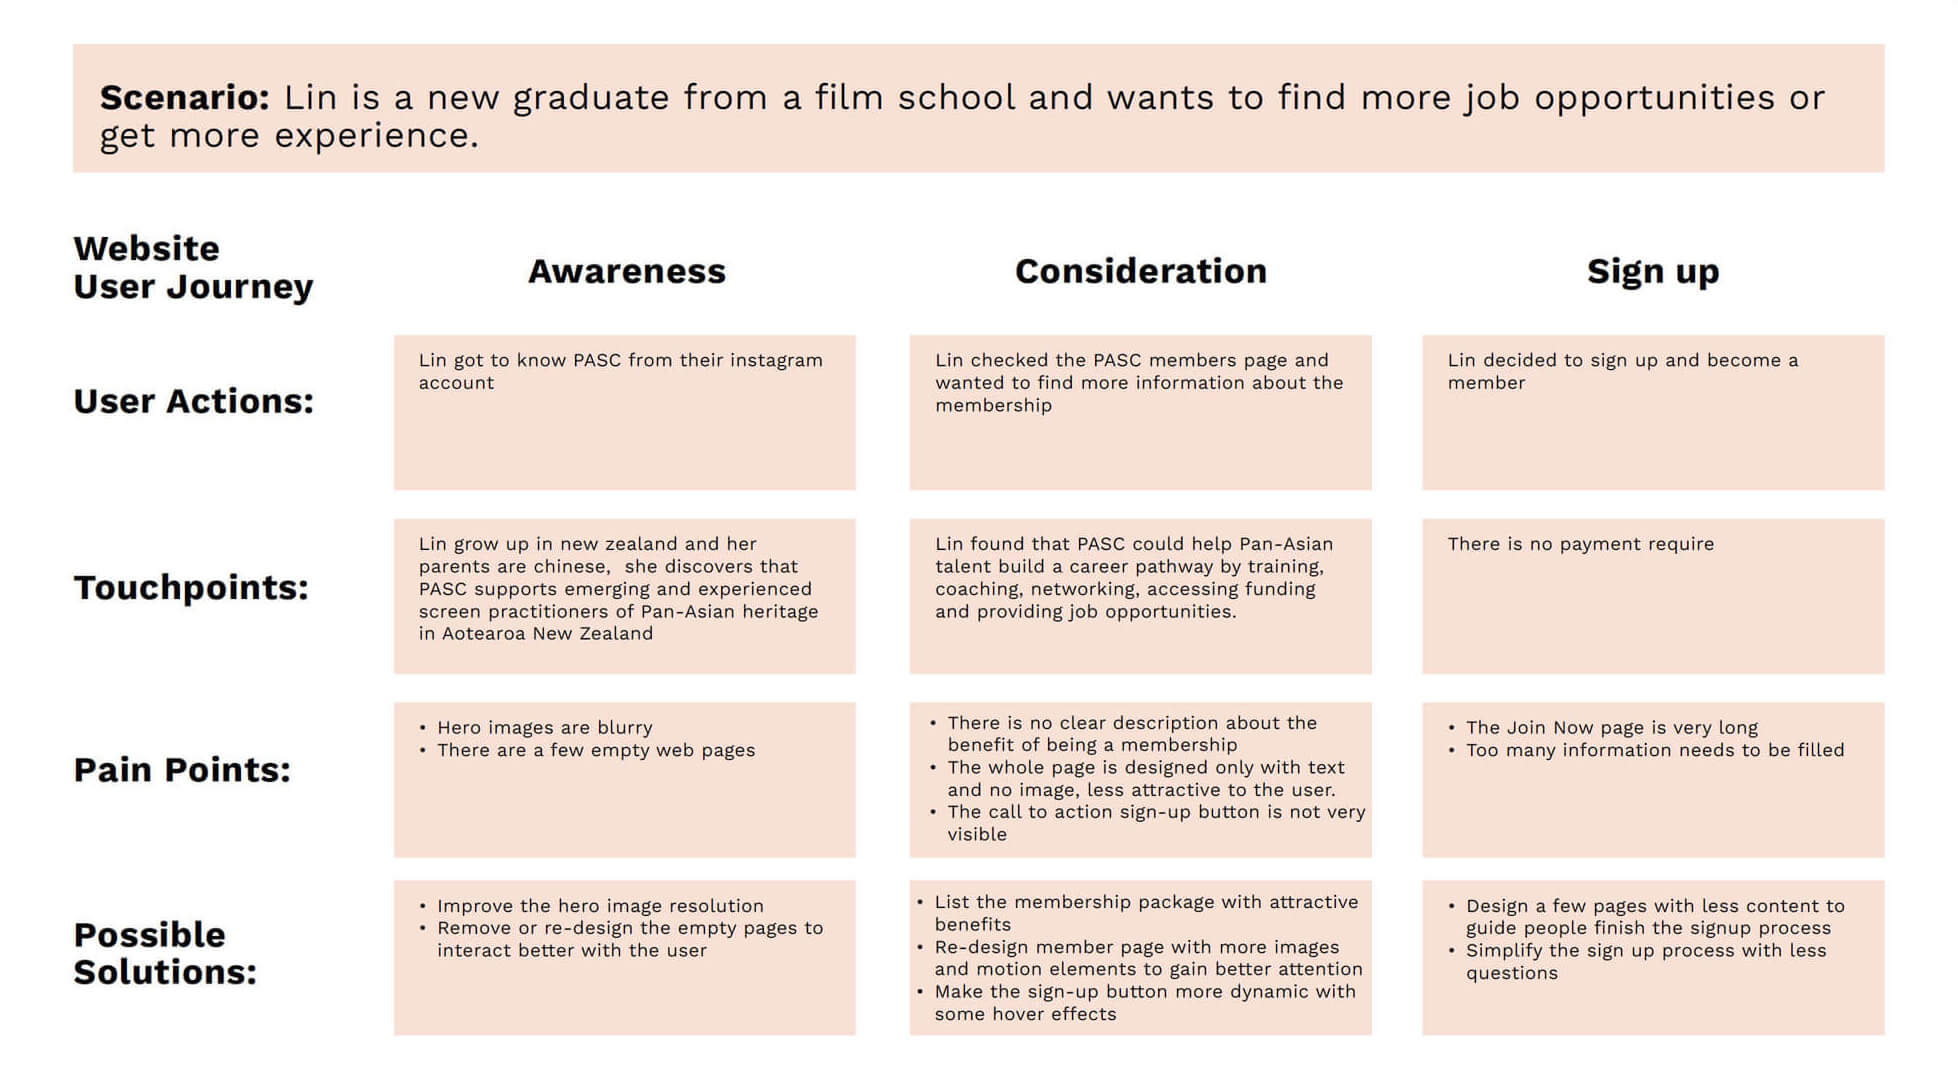 Scenario: Lin is a new graduate from a film school and wants to find more job opportunities or
get more experience.
Website
User Journey
Awareness
Consideration
Sign up
User Actions:
Lin got to know PASC from their instagram
account
Lin checked the PASC members page and
wanted to find more information about the
membership
Lin decided to sign up and become a
member
Touchpoints:
Lin grow up in new zealand and her
parents are chinese,  she discovers that
PASC supports emerging and experienced
screen practitioners of Pan-Asian heritage
in Aotearoa New Zealand
Lin found that PASC could help Pan-Asian
talent build a career pathway by training,
coaching, networking, accessing funding
and providing job opportunities.
There is no payment require
Pain Points:
• Hero images are blurry
• There are a few empty web pages
• There is no clear description about the
benefit of being a membership
• The whole page is designed only with text
and no image, less attractive to the user.
• The call to action sign-up button is not very
visible
• The Join Now page is very long
• Too many information needs to be filled
Possible
Solutions:
• Improve the hero image resolution
• Remove or re-design the empty pages to
interact better with the user
• List the membership package with attractive
benefits
• Re-design member page with more images
and motion elements to gain better attention
• Make the sign-up button more dynamic with
some hover effects
• Design a few pages with less content to
guide people finish the signup process
• Simplify the sign up process with less
questions